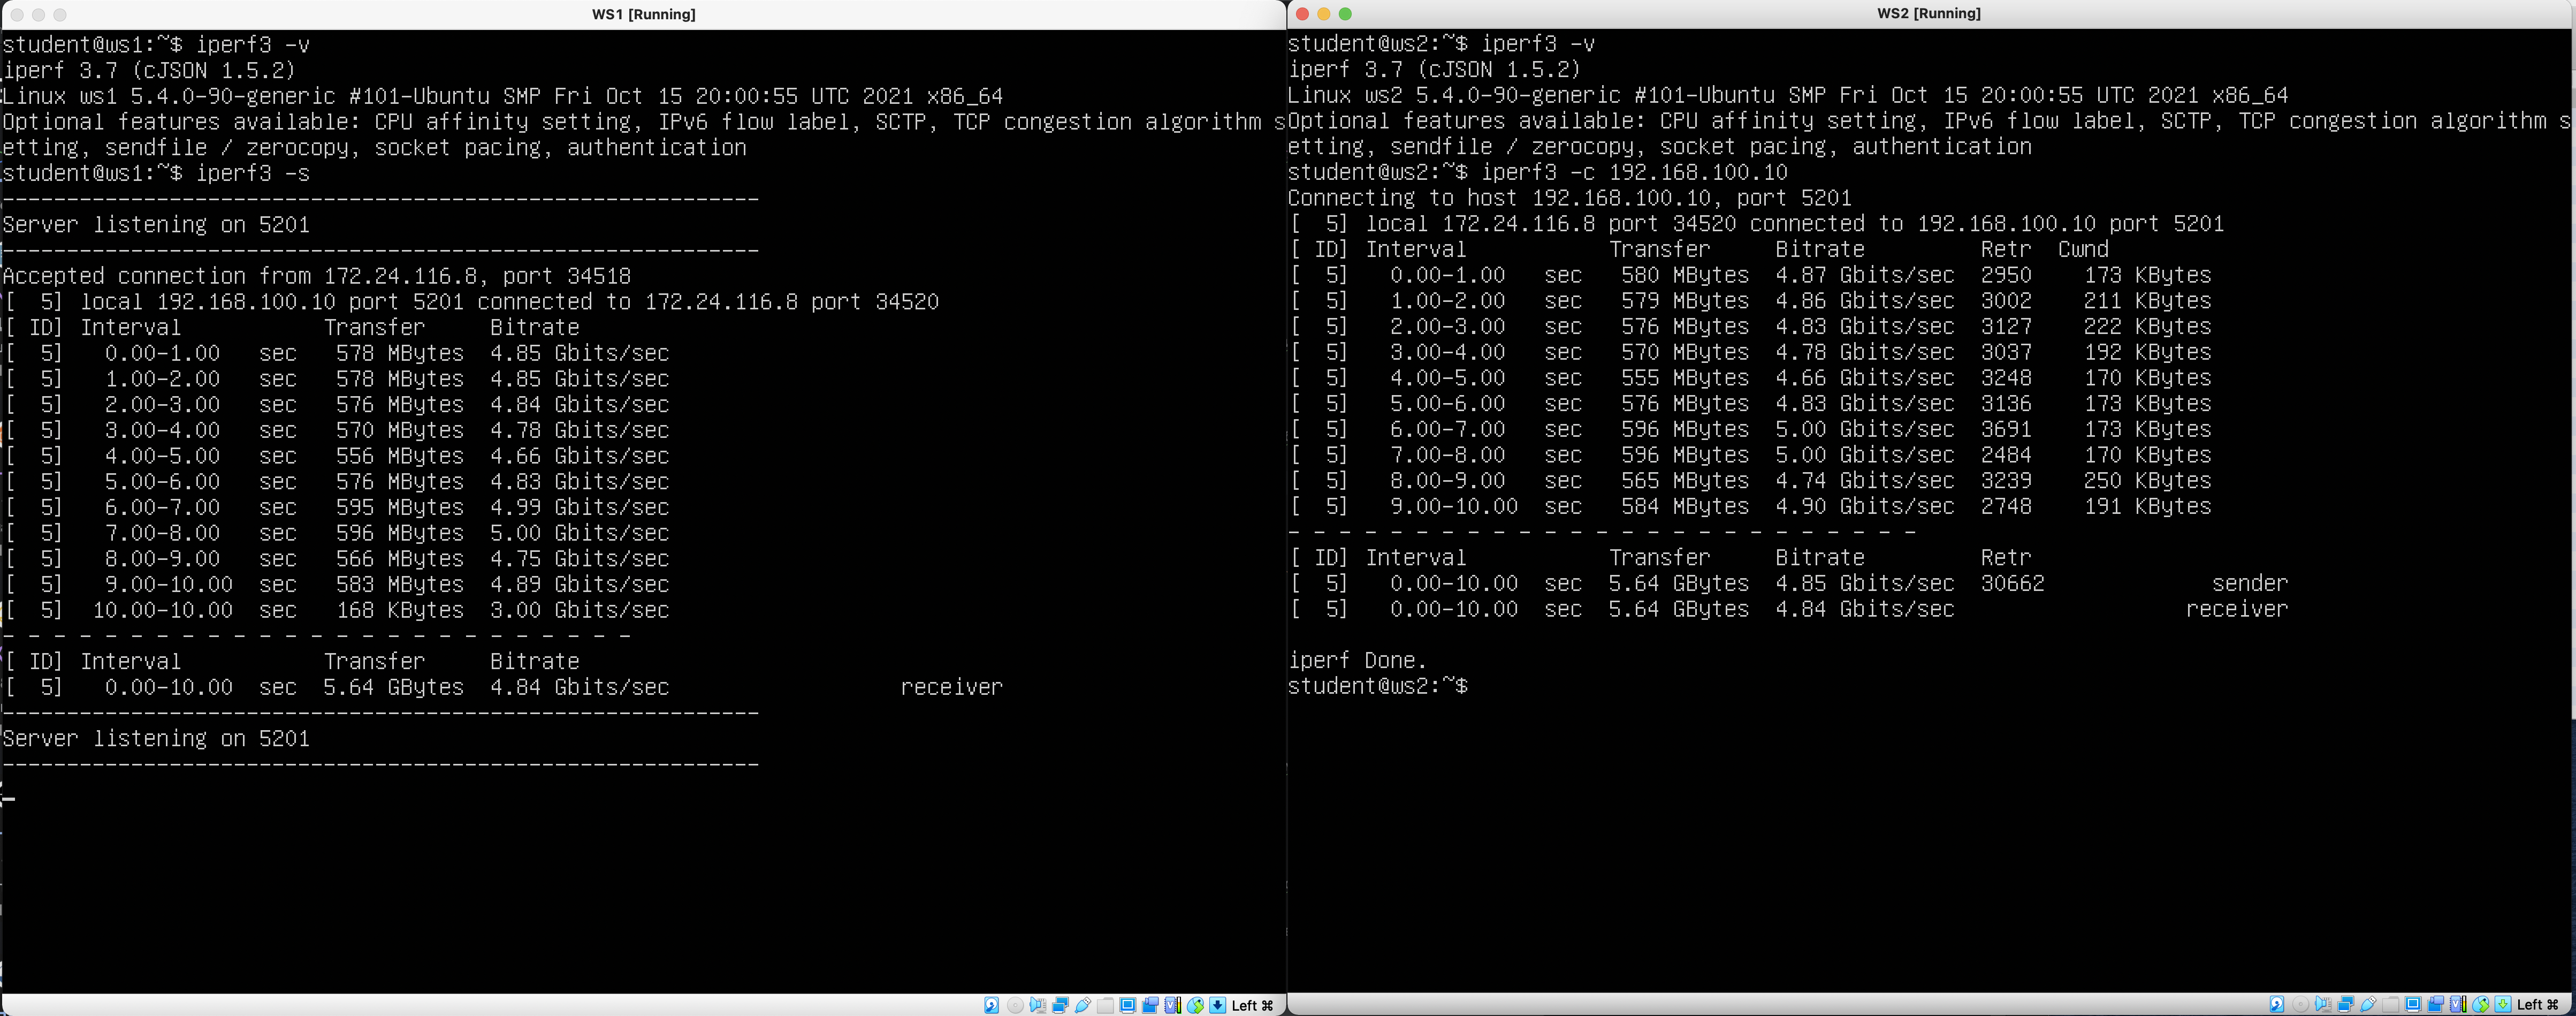 WS1 [Running]
student@ws1:~$ iperf3 -v
iperf 3.7 (cJSON 1.5.2)
Linux ws1 5.4.0-90-generic #101-Ubuntu SMP Fri Oct 15 20:00:55 UTC 2021 x86_64
Optional features available: CPU affinity setting, IPv6 flow label, SCTP, TCP congestion algorithm s
etting, sendfile / zerocopy, socket pacing, authentication
student@ws1:~$ iperf3 -s
-----------------------------------------------------------
Server listening on 5201
-----------------------------------------------------------
Accepted connection from 172.24.116.8, port 34518
[  5] local 192.168.100.10 port 5201 connected to 172.24.116.8 port 34520
[ ID] Interval           Transfer     Bitrate
[  5]   0.00-1.00   sec   578 MBytes  4.85 Gbits/sec
[  5]   1.00-2.00   sec   578 MBytes  4.85 Gbits/sec
[  5]   2.00-3.00   sec   576 MBytes  4.84 Gbits/sec
[  5]   3.00-4.00   sec   570 MBytes  4.78 Gbits/sec
[  5]   4.00-5.00   sec   556 MBytes  4.66 Gbits/sec
[  5]   5.00-6.00   sec   576 MBytes  4.83 Gbits/sec
[  5]   6.00-7.00   sec   595 MBytes  4.99 Gbits/sec
[  5]   7.00-8.00   sec   596 MBytes  5.00 Gbits/sec
[  5]   8.00-9.00   sec   566 MBytes  4.75 Gbits/sec
[  5]   9.00-10.00  sec   583 MBytes  4.89 Gbits/sec
[  5]  10.00-10.00  sec   168 KBytes  3.00 Gbits/sec
- - - - - - - - - - - - - - - - - - - - - - - - -
[ ID] Interval           Transfer     Bitrate
[  5]   0.00-10.00  sec  5.64 GBytes  4.84 Gbits/sec                  receiver
-----------------------------------------------------------
Server listening on 5201
-----------------------------------------------------------
Left ⌘
WS2 [Running]
student@ws2:~$ iperf3 -v
iperf 3.7 (cJSON 1.5.2)
Linux ws2 5.4.0-90-generic #101-Ubuntu SMP Fri Oct 15 20:00:55 UTC 2021 x86_64
Optional features available: CPU affinity setting, IPv6 flow label, SCTP, TCP congestion algorithm s
etting, sendfile / zerocopy, socket pacing, authentication
student@ws2:~$ iperf3 -c 192.168.100.10
Connecting to host 192.168.100.10, port 5201
[  5] local 172.24.116.8 port 34520 connected to 192.168.100.10 port 5201
[ ID] Interval           Transfer     Bitrate         Retr  Cwnd
[  5]   0.00-1.00   sec   580 MBytes  4.87 Gbits/sec  2950    173 KBytes
[  5]   1.00-2.00   sec   579 MBytes  4.86 Gbits/sec  3002    211 KBytes
[  5]   2.00-3.00   sec   576 MBytes  4.83 Gbits/sec  3127    222 KBytes
[  5]   3.00-4.00   sec   570 MBytes  4.78 Gbits/sec  3037    192 KBytes
[  5]   4.00-5.00   sec   555 MBytes  4.66 Gbits/sec  3248    170 KBytes
[  5]   5.00-6.00   sec   576 MBytes  4.83 Gbits/sec  3136    173 KBytes
[  5]   6.00-7.00   sec   596 MBytes  5.00 Gbits/sec  3691    173 KBytes
[  5]   7.00-8.00   sec   596 MBytes  5.00 Gbits/sec  2484    170 KBytes
[  5]   8.00-9.00   sec   565 MBytes  4.74 Gbits/sec  3239    250 KBytes
[  5]   9.00-10.00  sec   584 MBytes  4.90 Gbits/sec  2748    191 KBytes
- - - - - - - - - - - - - - - - - - - - - - - - -
[ ID] Interval           Transfer     Bitrate         Retr
[  5]   0.00-10.00  sec  5.64 GBytes  4.85 Gbits/sec  30662             sender
[  5]   0.00-10.00  sec  5.64 GBytes  4.84 Gbits/sec                  receiver
iperf Done.
student@ws2:~$
Left ⌘